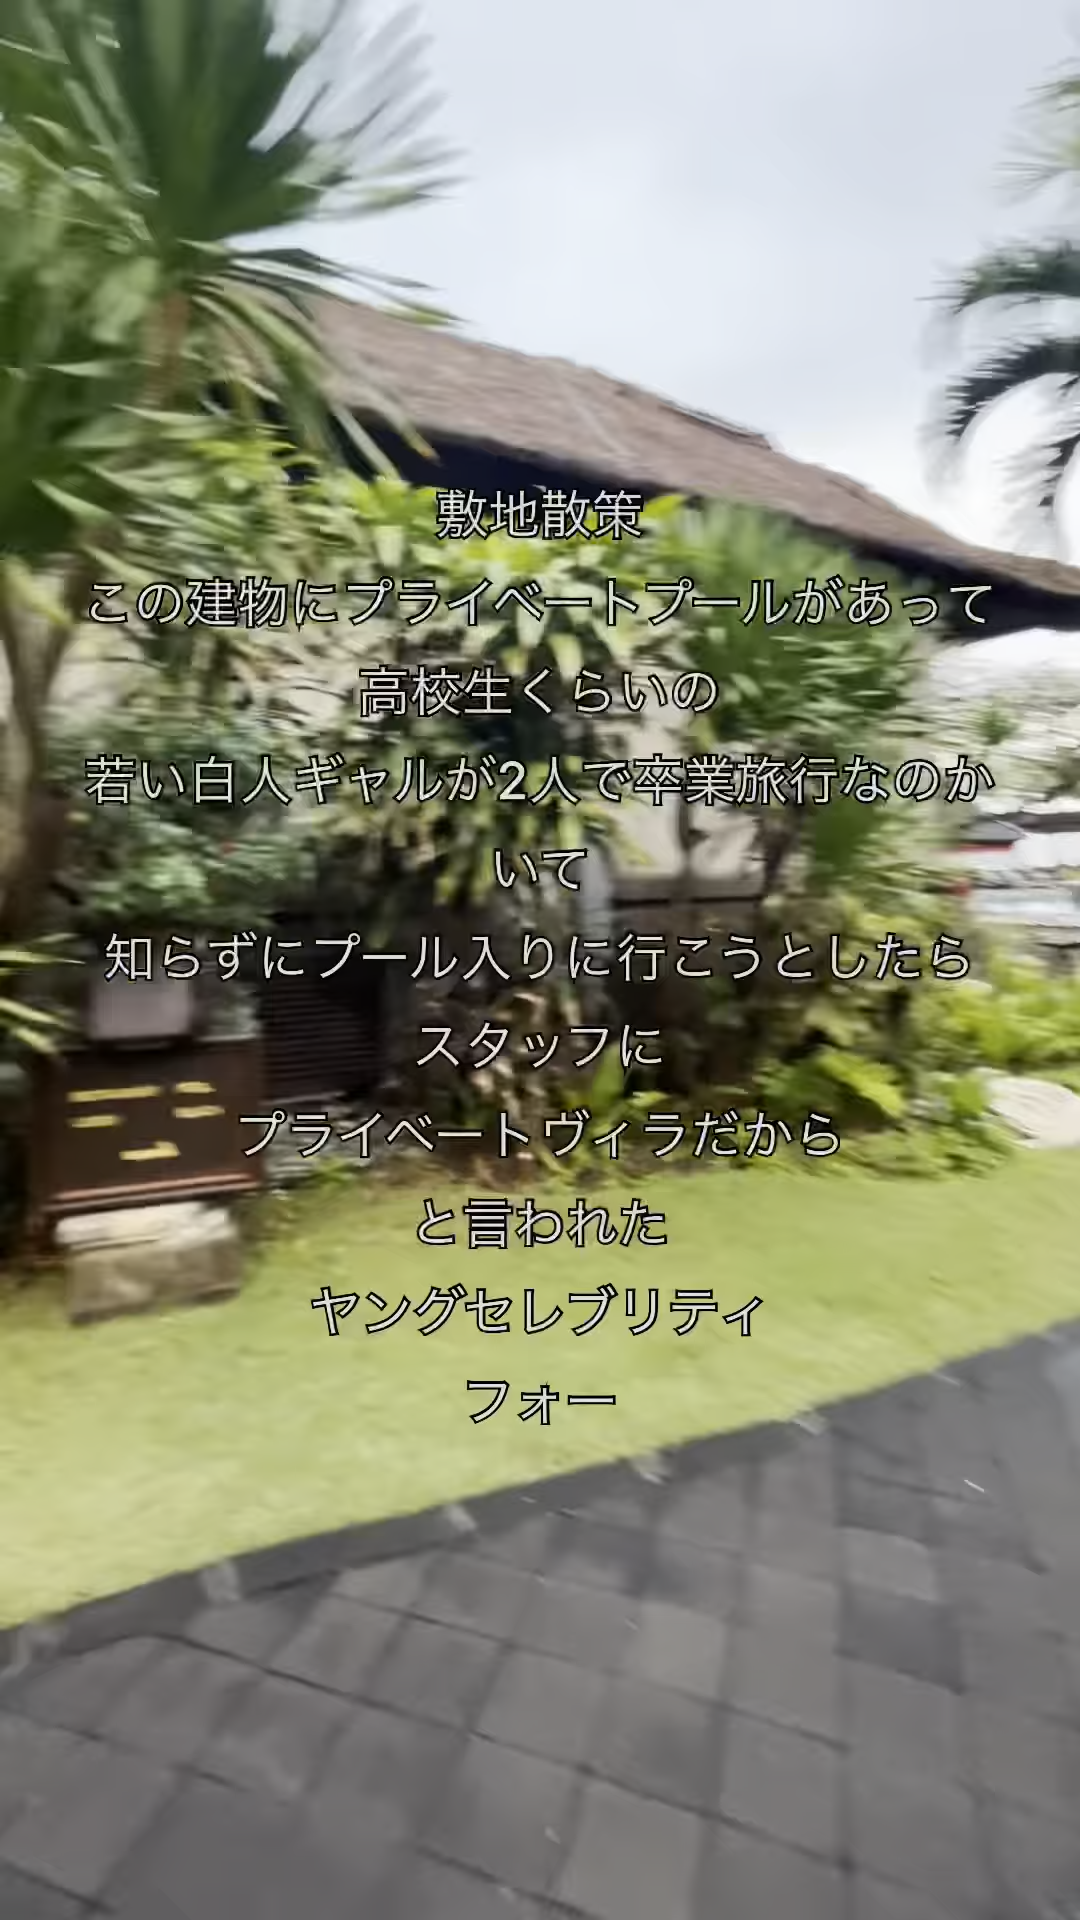 敷地散策
この建物にプライベートプールがあって
高校生くらいの
若い白人ギャルが2人で卒業旅行なのか
いて
知らずにプール入りに行こうとしたら
スタッフに
プライベートヴィラだから
と言われた
ヤングセレブリティ
フォー